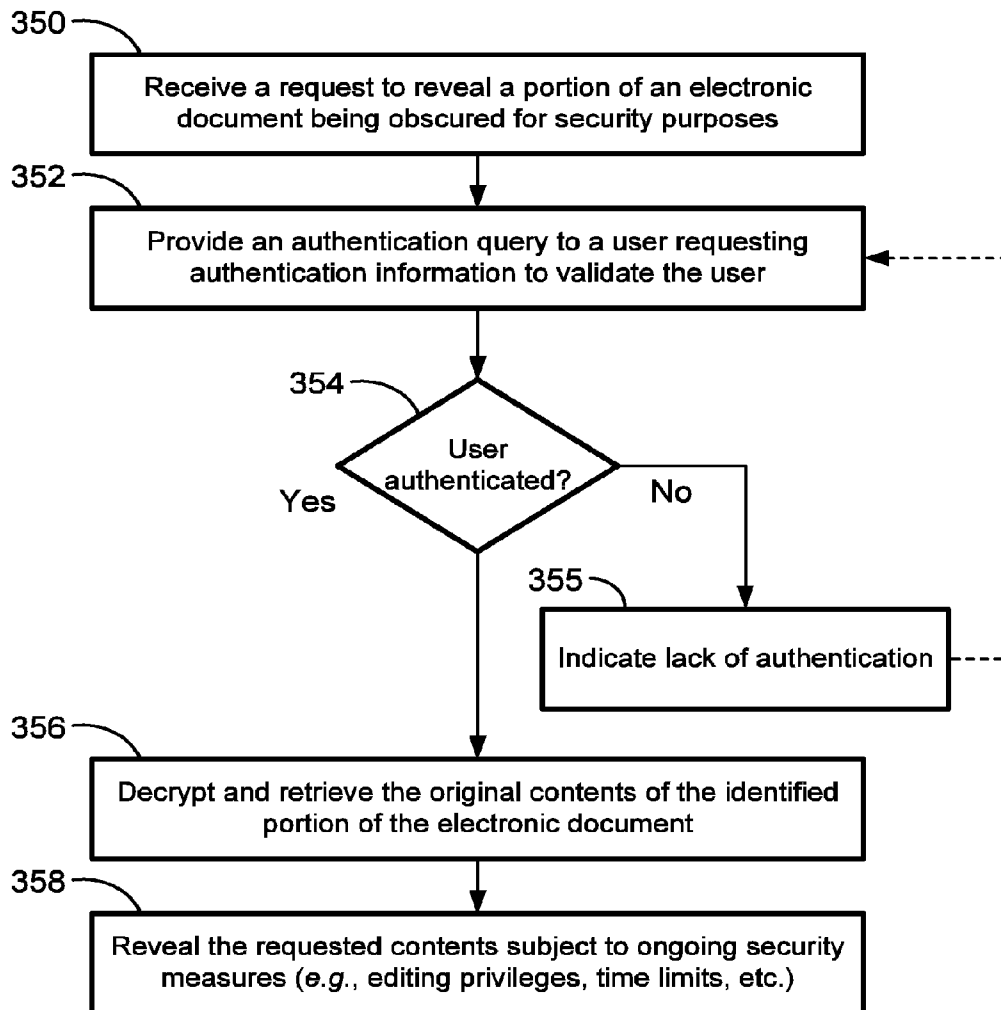 350
Receive a request to reveal a portion of an electronic
document being obscured for security purposes
352
Provide an authentication query to a user requesting
authentication information to validate the user
354
User
authenticated?
Yes
No
355
Indicate lack of authentication
356
Decrypt and retrieve the original contents of the identified
portion of the electronic document
358
Reveal the requested contents subject to ongoing security
measures (e.g., editing privileges, time limits, etc.)